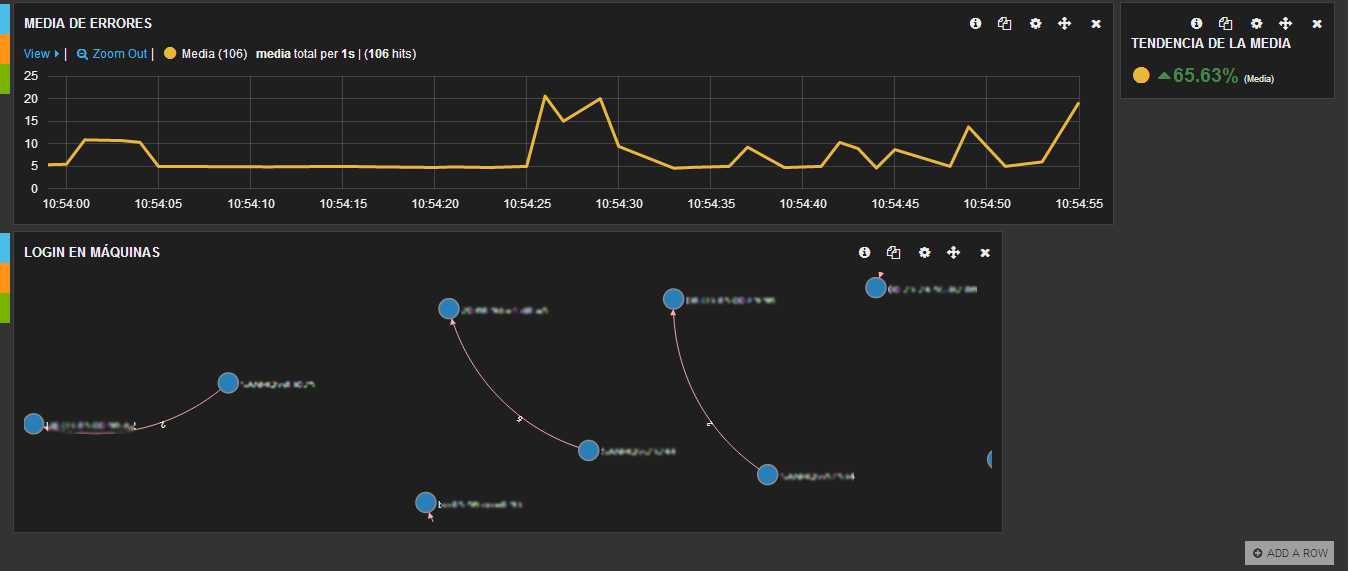 MEDIA DE ERRORES
View | Zoom Out | Media (106) media total per 1s | (106 hits)
25
20
15
10
5
0
10:54:00 10:54:05 10:54:10 10:54:15 10:54:20 10:54:25 10:54:30 10:54:35 10:54:40 10:54:45 10:54:50 10:54:55
TENDENCIA DE LA MEDIA
65.63% (Media)
LOGIN EN MÁQUINAS
ADD A ROW